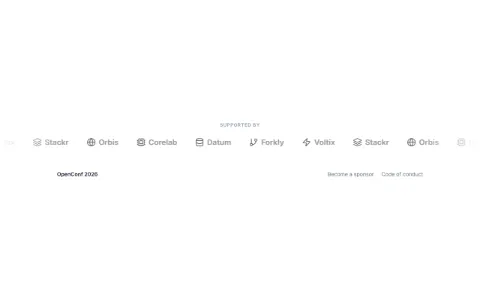 SUPPORTED BY
Stackr Orbis Corelab Datum Forkly Voltix Stackr Orbis
OpenConf 2026 Become a sponsor Code of conduct